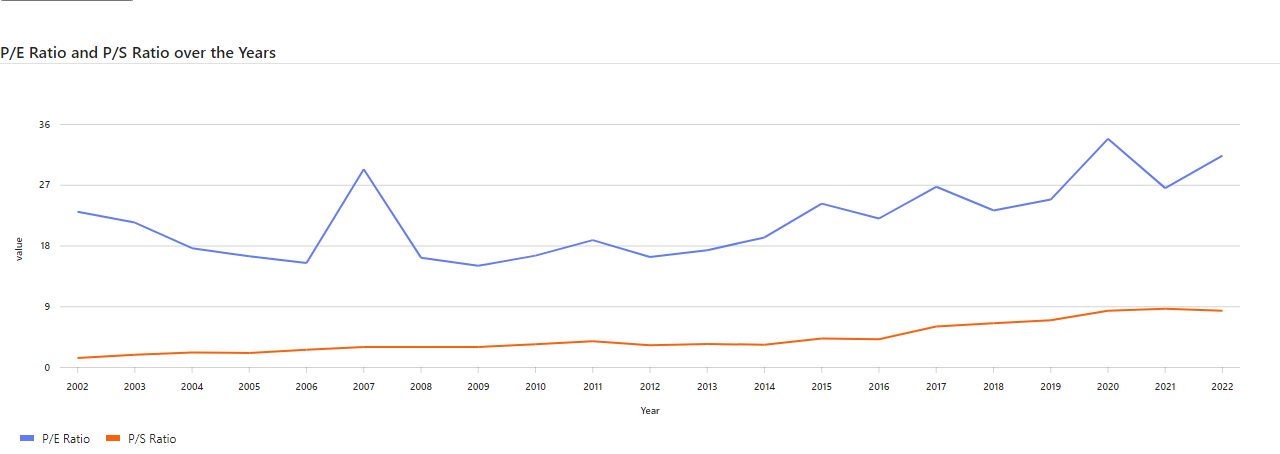 P/E Ratio and P/S Ratio over the Years
36
27
18
9
0
value
2002 2003 2004 2005 2006 2007 2008 2009 2010 2011 2012 2013 2014 2015 2016 2017 2018 2019 2020 2021 2022
Year
P/E Ratio P/S Ratio